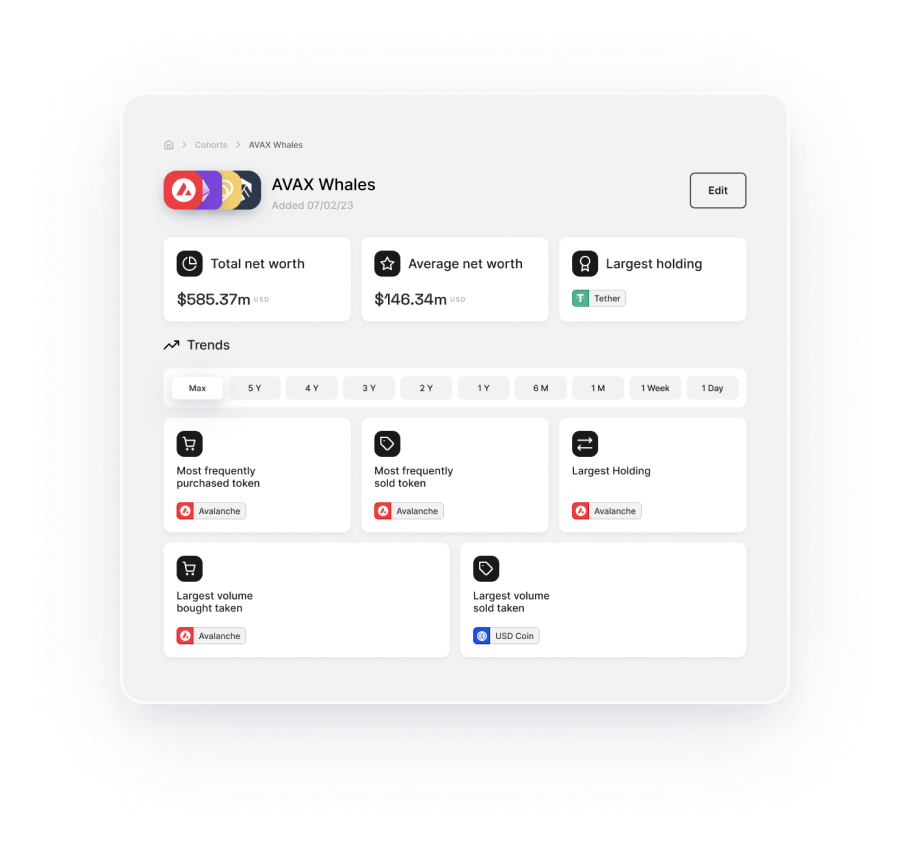 Cohorts
AVAX Whales
AVAX Whales
Added 07/02/23
Edit
Total net worth
$585.37m USD
Average net worth
$146.34m USD
Largest holding
Tether
Trends
Max
5 Y
4 Y
3 Y
2 Y
1 Y
6 M
1 M
1 Week
1 Day
Most frequently
purchased token
Avalanche
Most frequently
sold token
Avalanche
Largest Holding
Avalanche
Largest volume
bought taken
Avalanche
Largest volume
sold taken
USD Coin